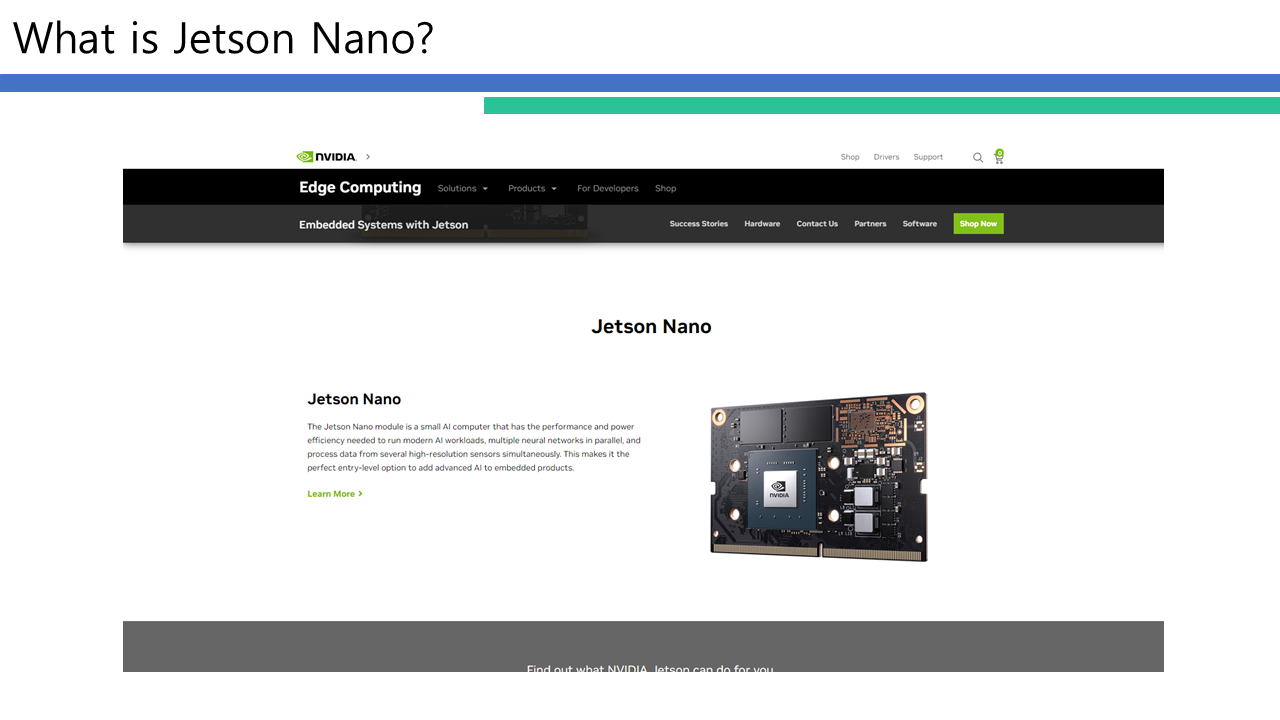 What is Jetson Nano?
NVIDIA.
Shop Drivers Support
0
Edge Computing Solutions Products For Developers Shop
Embedded Systems with Jetson Success Stories Hardware Contact Us Partners Software Shop Now
Jetson Nano
Jetson Nano
The Jetson Nano module is a small AI computer that has the performance and power
efficiency needed to run modern AI workloads, multiple neural networks in parallel, and
process data from several high-resolution sensors simultaneously. This makes it the
perfect entry-level option to add advanced AI to embedded products.
Learn More
NVIDIA
Find out what NVIDIA Jetson can do for you